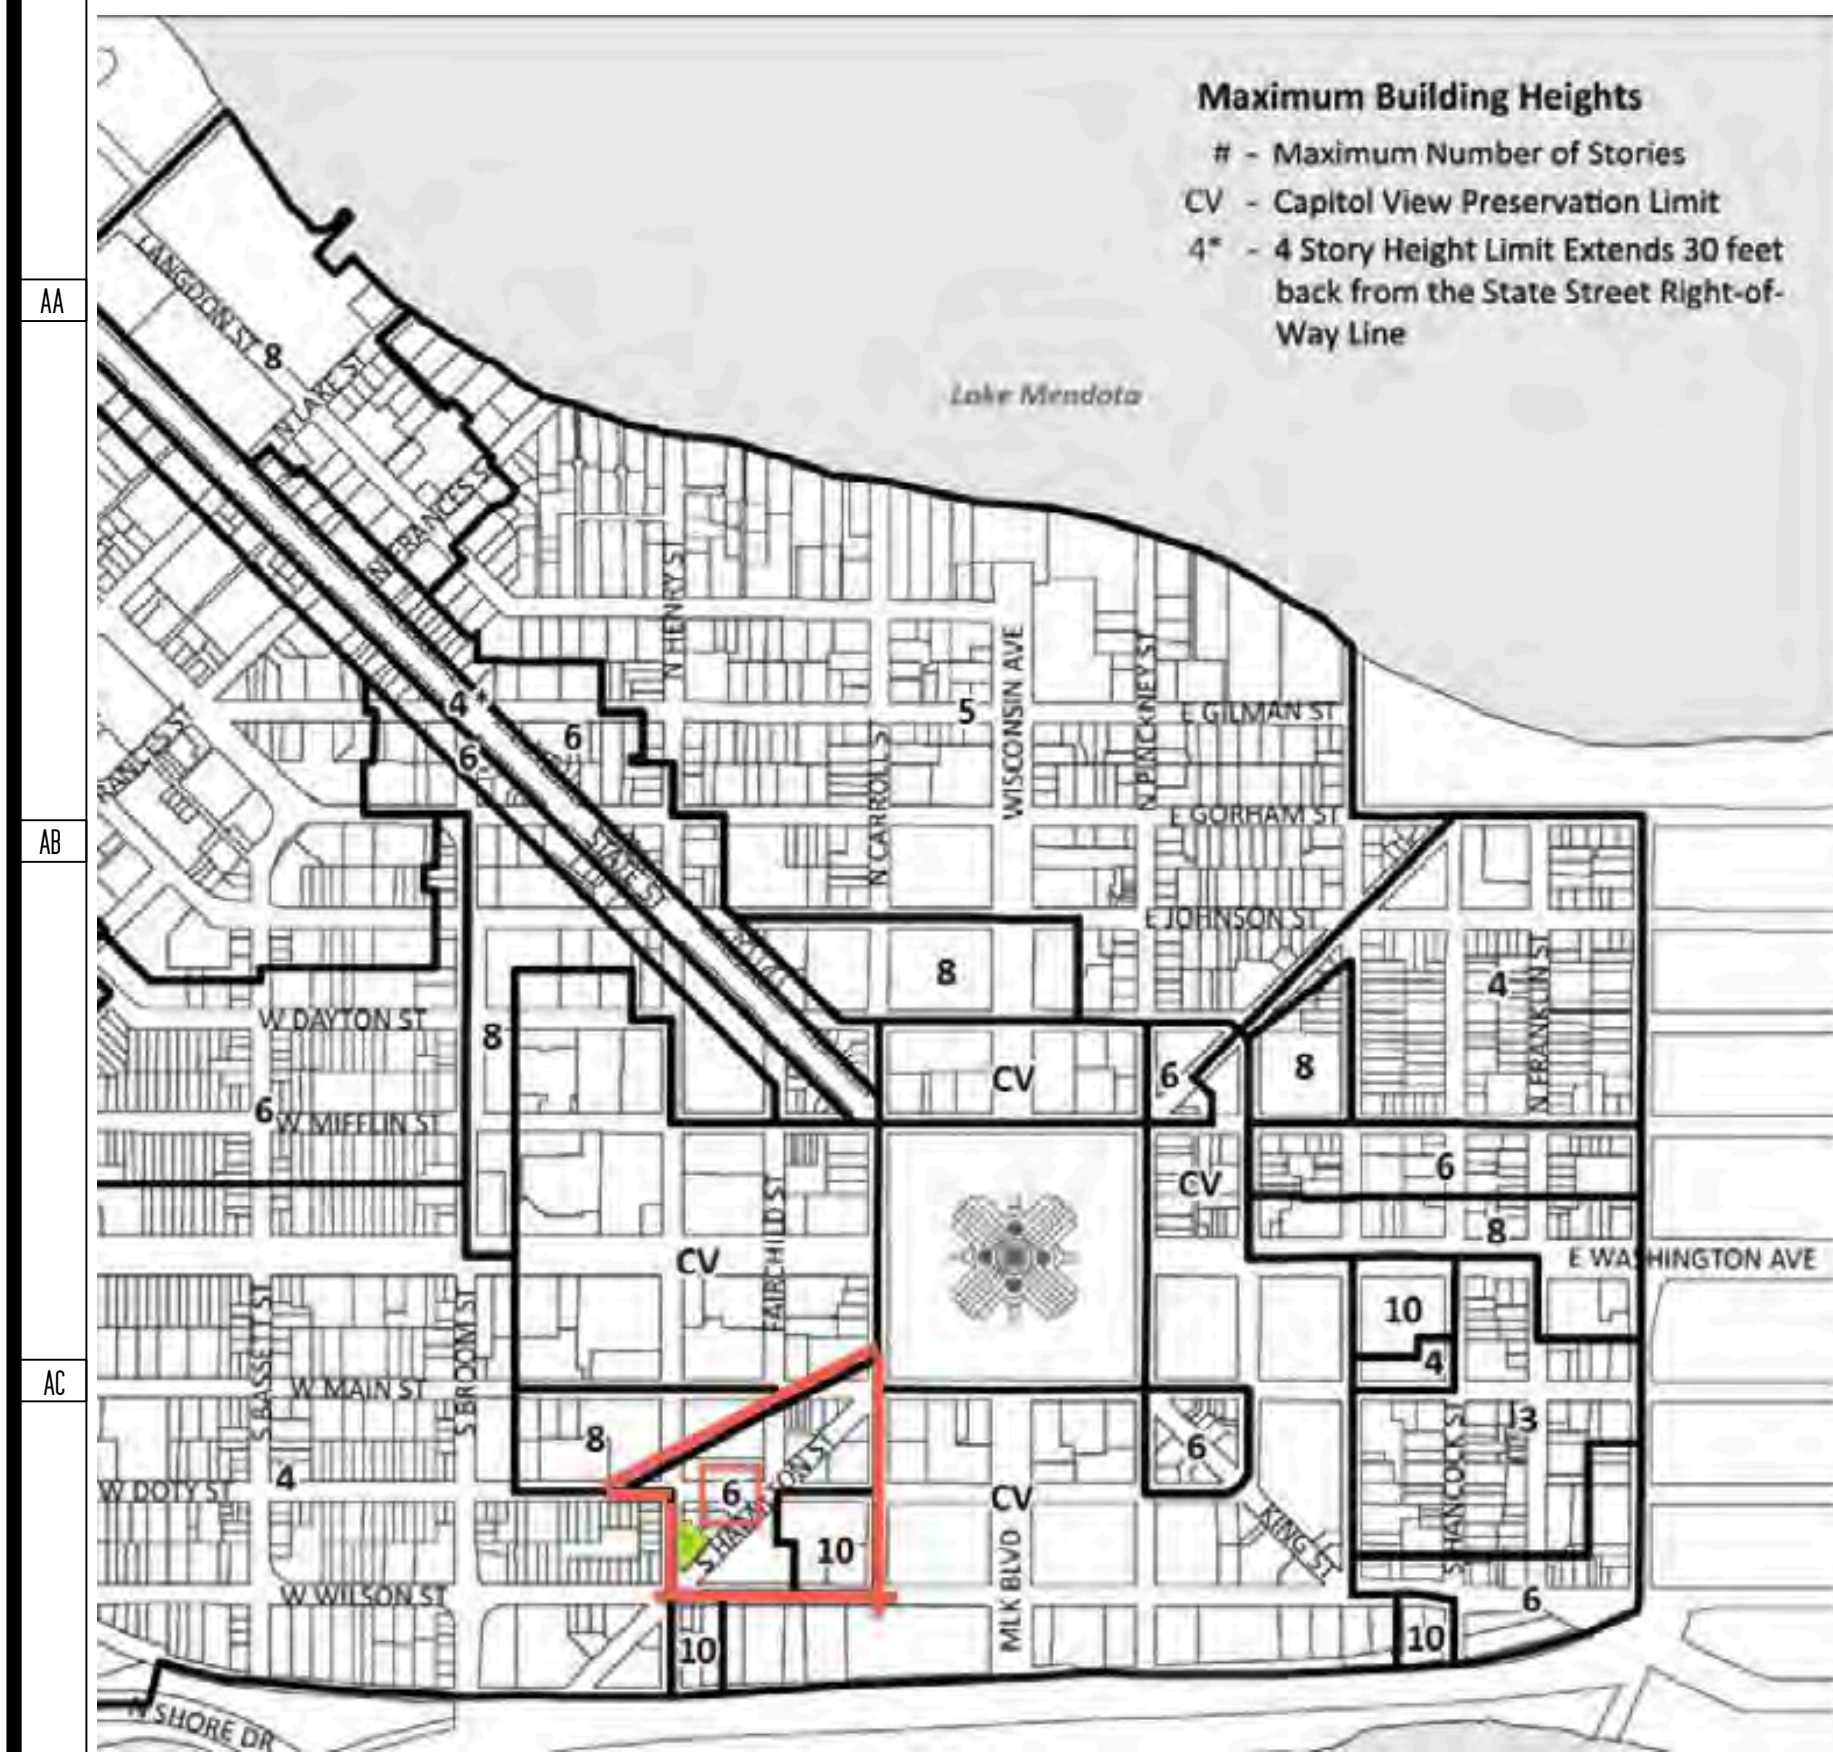 Maximum Building Heights
# - Maximum Number of Stories
CV - Capitol View Preservation Limit
4* - 4 Story Height Limit Extends 30 feet
back from the State Street Right-of-
Way Line
AA
LANGDON ST
8
N LAKE ST
Lake Mendota
N FRANCES S
N HENRY S
WISCONSIN AVE
N PINCKNEY ST
4*
5
E GILMAN ST
6
6
N CARROLL S
E GORHAM ST
AB
STATE ST
E JOHNSON ST
8
4
N FRANKLIN ST
W DAYTON ST
8
CV
6
8
6
W MIFFLIN ST
6
CV
FAIRCHILD ST
8
CV
E WASHINGTON AVE
S BASSETT ST
S BROOM ST
10
4
AC
W MAIN ST
8
S HAMILTON ST
6
S HANCOCK ST
3
4
W DOTY ST
6
CV
KING ST
10
MLK BLVD
W WILSON ST
6
10
10
N SHORE DR